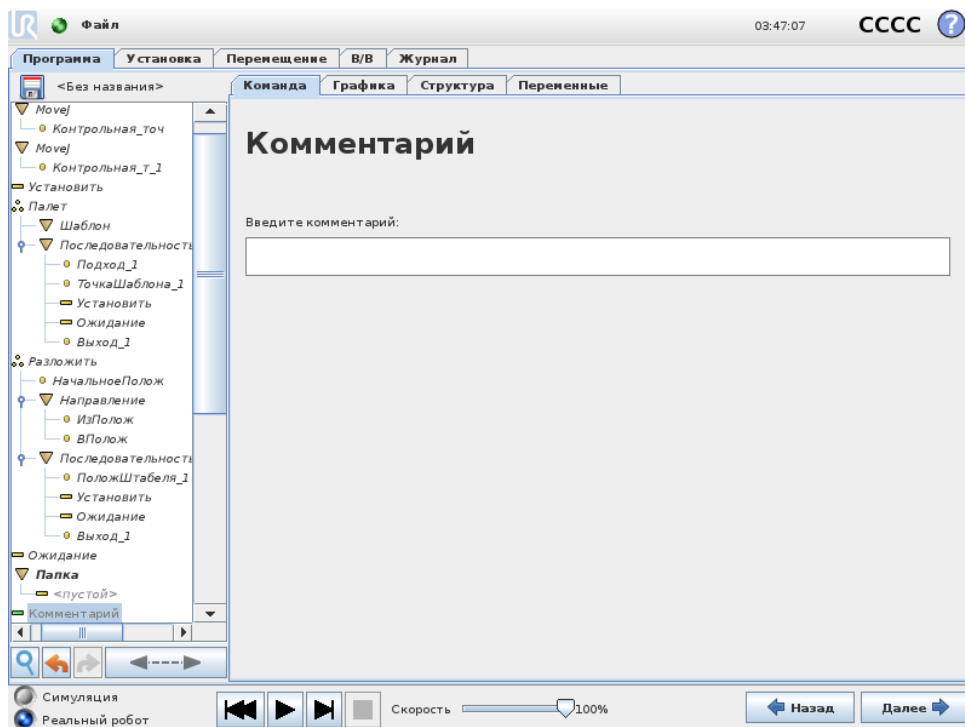 UR Файл 03:47:07 CCCC ?
Программа Установка Перемещение В/В Журнал
<Без названия> Команда Графика Структура Переменные
MoveJ
Контрольная_точ
MoveJ
Контрольная_т_1
Установить
Палет
Шаблон
Последовательность
Подход_1
ТочкаШаблона_1
Установить
Ожидание
Выход_1
Разложить
НачальноеПолож
Направление
ИзПолож
ВПолож
Последовательность
ПоложШтабеля_1
Установить
Ожидание
Выход_1
Ожидание
Папка
<пустой>
Комментарий
Комментарий
Введите комментарий:
Симуляция
Реальный робот
Скорость 100%
Назад Далее